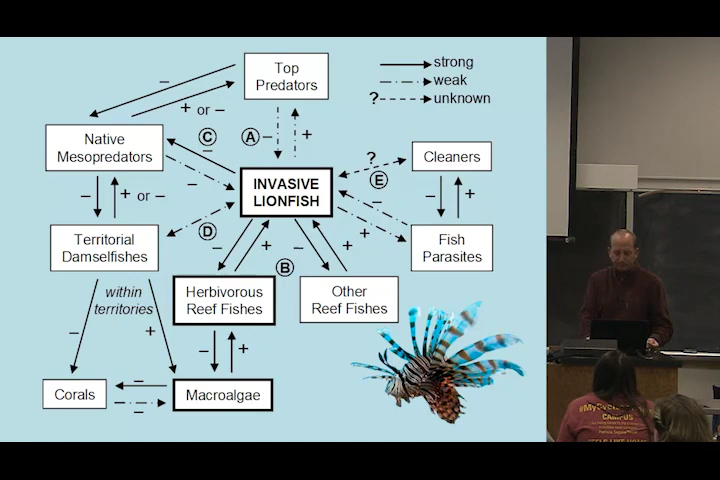 Top
Predators
strong
weak
? unknown
–
+ or –
Native
Mesopredators
C
–
A –
+
?
Cleaners
E
INVASIVE
LIONFISH
–
–
+
– + or –
–
D
Territorial
Damselfishes
–
+
–
+
+
Fish
Parasites
B
within
territories
Herbivorous
Reef Fishes
Other
Reef Fishes
–
+
–
+
Corals
–
–
Macroalgae
CAMPUS